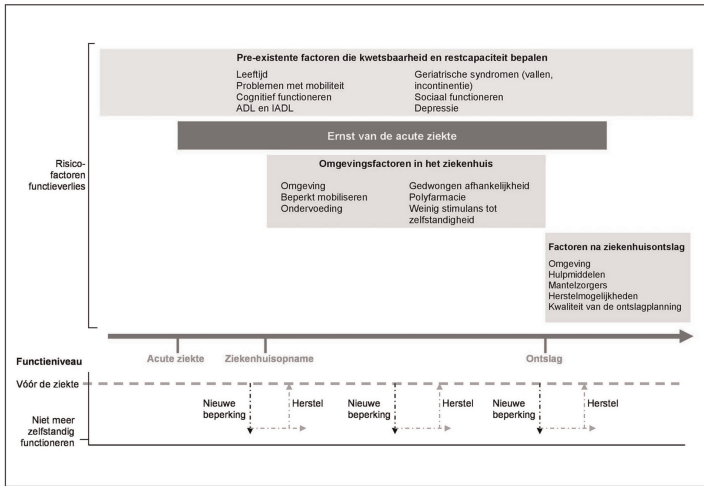 Pre-existente factoren die kwetsbaarheid en restcapaciteit bepalen
Leeftijd
Problemen met mobiliteit
Cognitief functioneren
ADL en IADL
Geriatrische syndromen (vallen,
incontinentie)
Sociaal functioneren
Depressie
Ernst van de acute ziekte
Risico-
factoren
functieverlies
Omgevingsfactoren in het ziekenhuis
Omgeving
Beperkt mobiliseren
Ondervoeding
Gedwongen afhankelijkheid
Polyfarmacie
Weinig stimulans tot
zelfstandigheid
Factoren na ziekenhuisontslag
Omgeving
Hulpmiddelen
Mantelzorgers
Herstelmogelijkheden
Kwaliteit van de ontslagplanning
Acute ziekte
Ziekenhuisopname
Ontslag
Functieniveau
Vóór de ziekte
Nieuwe
beperking
Herstel
Nieuwe
beperking
Herstel
Nieuwe
beperking
Herstel
Niet meer
zelfstandig
functioneren